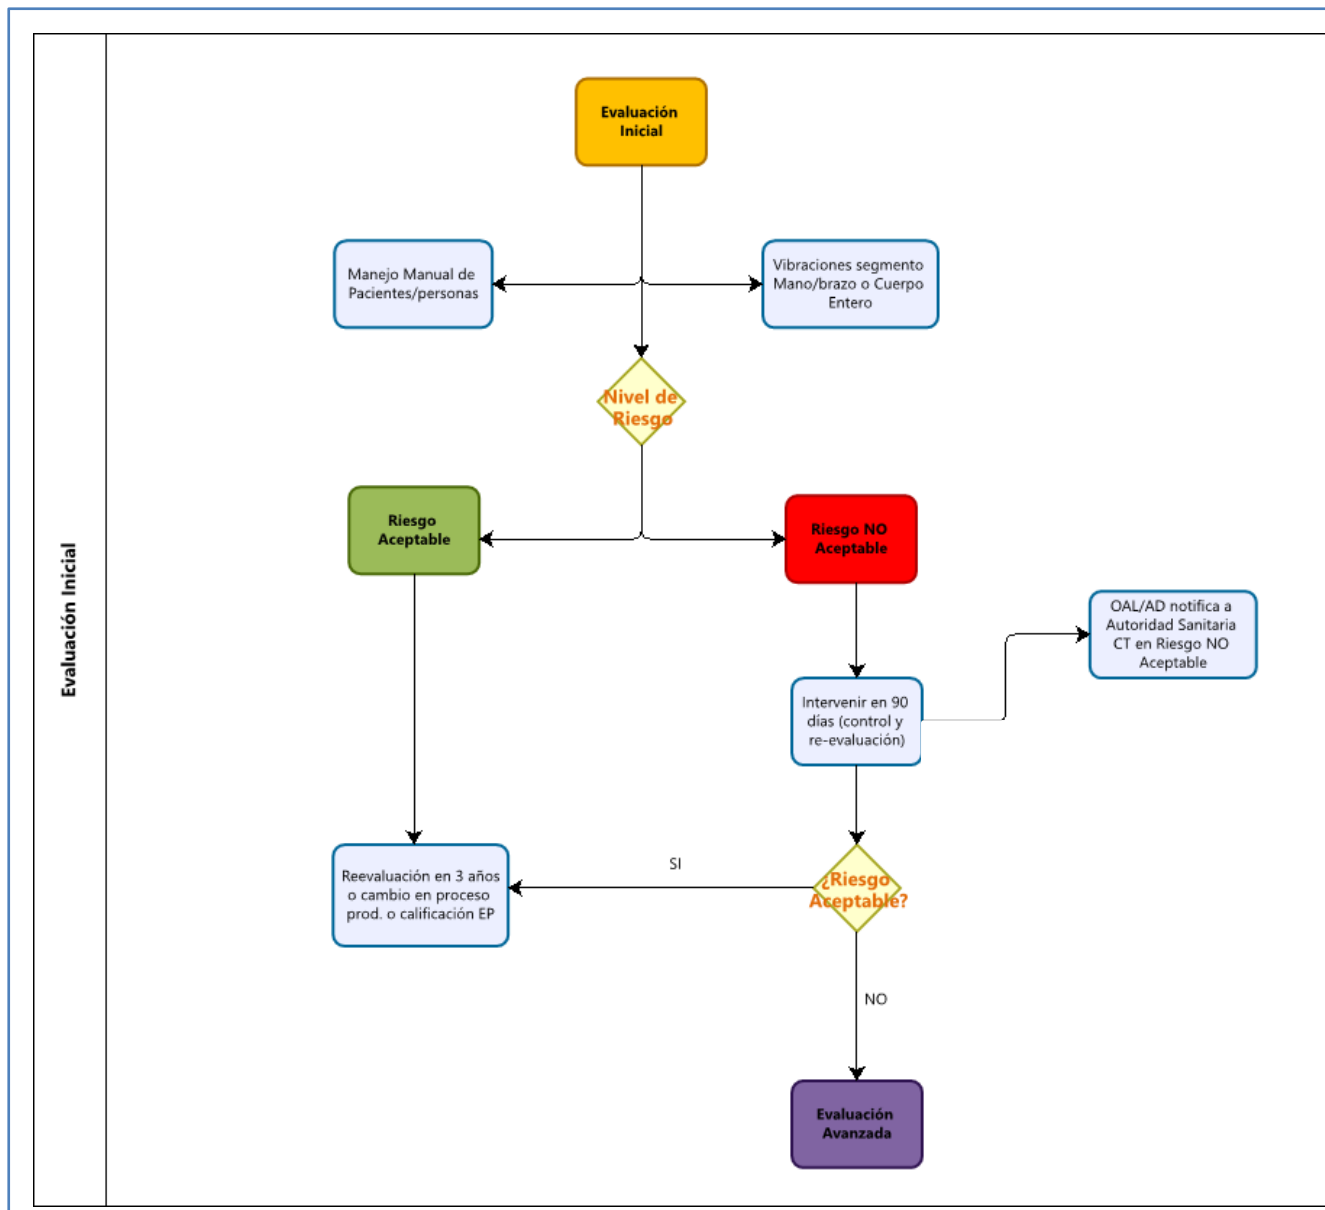 Evaluación Inicial
Evaluación
Inicial
Manejo Manual de
Pacientes/personas
Vibraciones segmento
Mano/brazo o Cuerpo
Entero
Nivel de
Riesgo
Riesgo
Aceptable
Riesgo NO
Aceptable
OAL/AD notifica a
Autoridad Sanitaria
CT en Riesgo NO
Aceptable
Intervenir en 90
días (control y
re-evaluación)
Reevaluación en 3 años
o cambio en proceso
prod. o calificación EP
SI
¿Riesgo
Aceptable?
NO
Evaluación
Avanzada